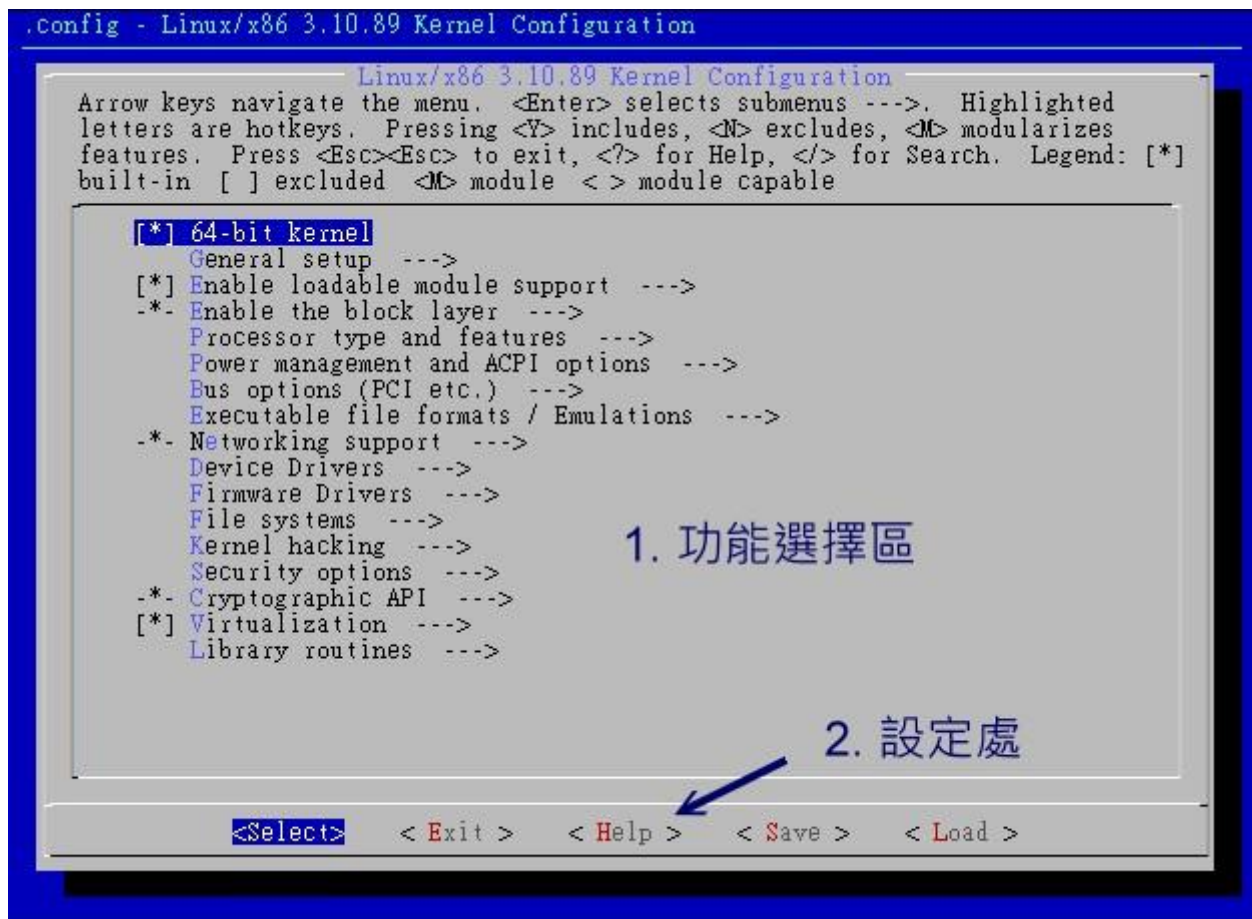 .config - Linux/x86 3.10.89 Kernel Configuration
Linux/x86 3.10.89 Kernel Configuration
Arrow keys navigate the menu.  <Enter> selects submenus --->.  Highlighted
letters are hotkeys.  Pressing <Y> includes, <N> excludes, <M> modularizes
features.  Press <Esc><Esc> to exit, <?> for Help, </> for Search.  Legend: [*]
built-in  [ ] excluded  <M> module  < > module capable
[*] 64-bit kernel
General setup  --->
[*] Enable loadable module support  --->
-*- Enable the block layer  --->
Processor type and features  --->
Power management and ACPI options  --->
Bus options (PCI etc.)  --->
Executable file formats / Emulations  --->
-*- Networking support  --->
Device Drivers  --->
Firmware Drivers  --->
File systems  --->
Kernel hacking  --->
1. 功能選擇區
Security options  --->
-*- Cryptographic API  --->
[*] Virtualization  --->
Library routines  --->
2. 設定處
<Select>    < Exit >    < Help >    < Save >    < Load >